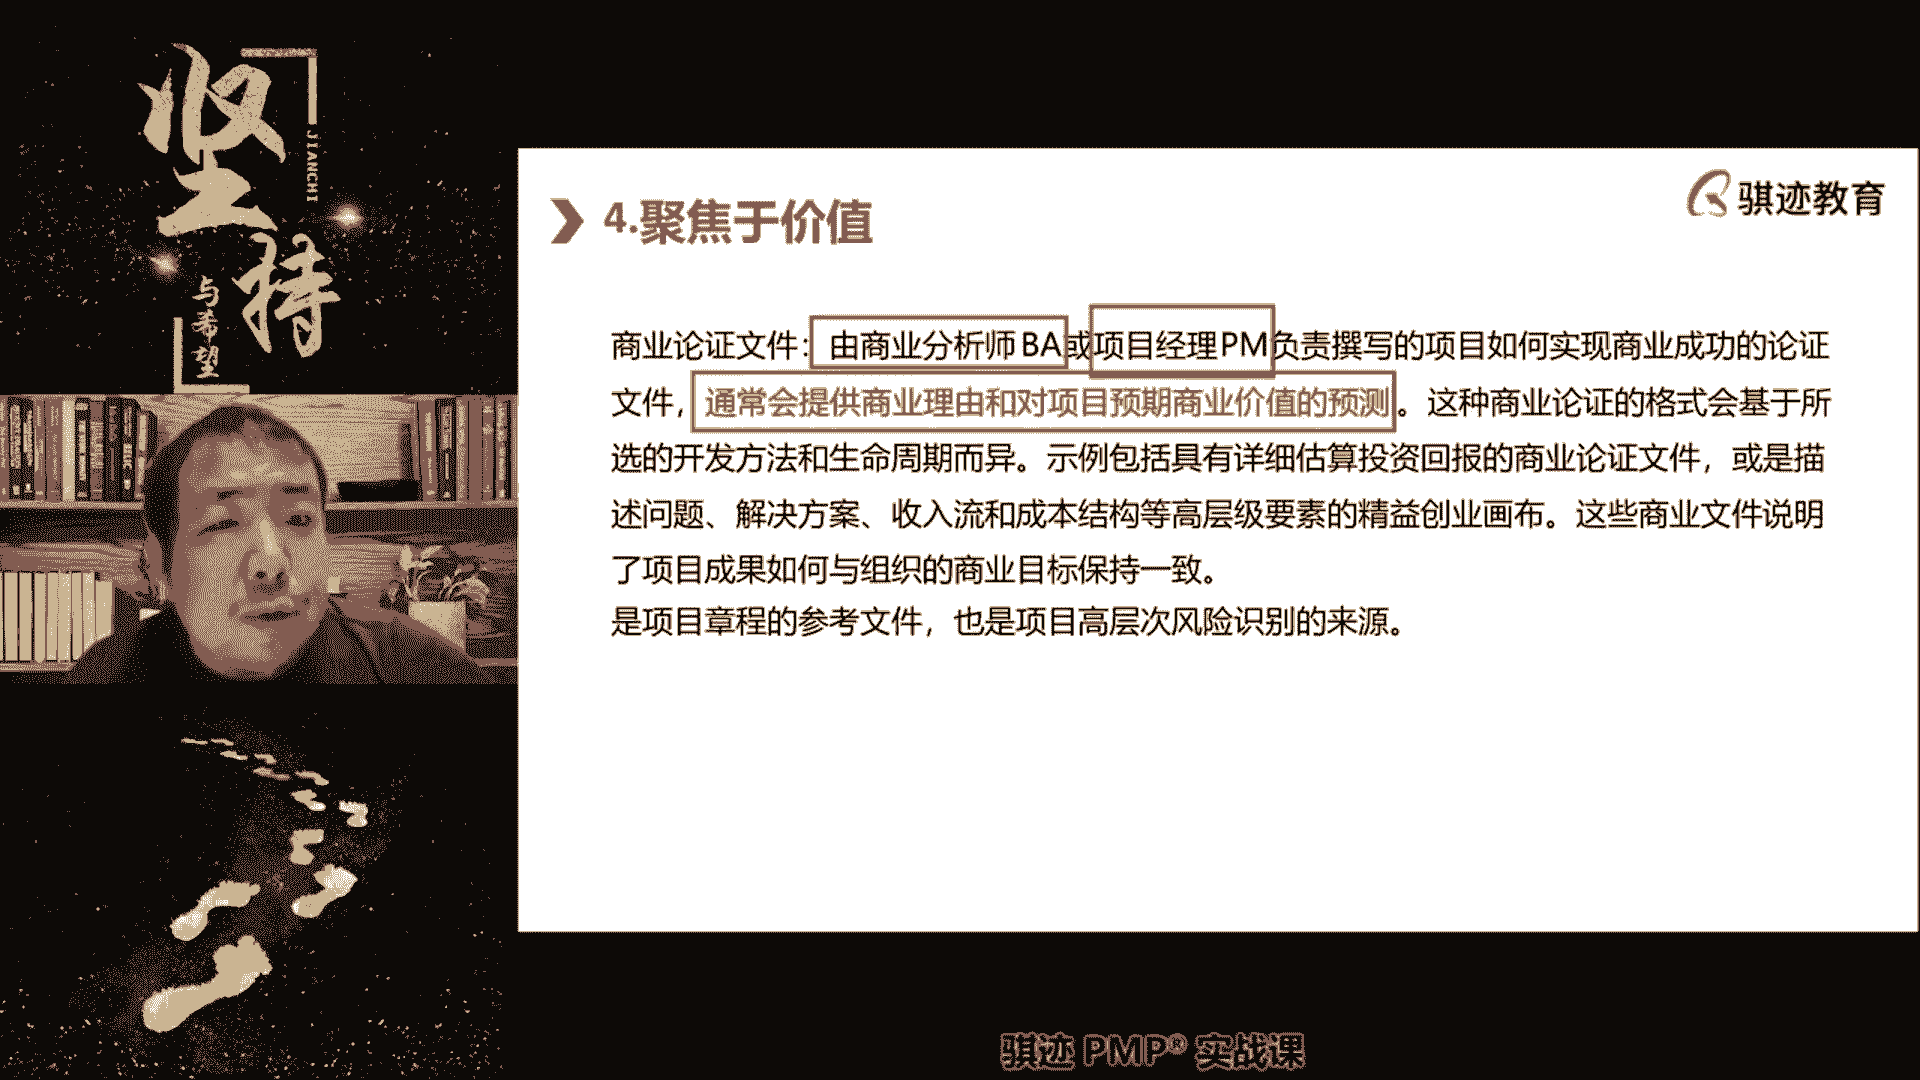 坚持
JIANCHI
与希望
骐迹教育
4.聚焦于价值
商业论证文件：由商业分析师BA或项目经理PM负责撰写的项目如何实现商业成功的论证
文件，通常会提供商业理由和对项目预期商业价值的预测。这种商业论证的格式会基于所
选的开发方法和生命周期而异。示例包括具有详细估算投资回报的商业论证文件，或是描
述问题、解决方案、收入流和成本结构等高层级要素的精益创业画布。这些商业文件说明
了项目成果如何与组织的商业目标保持一致。
是项目章程的参考文件，也是项目高层次风险识别的来源。
骐迹 PMP® 实战课